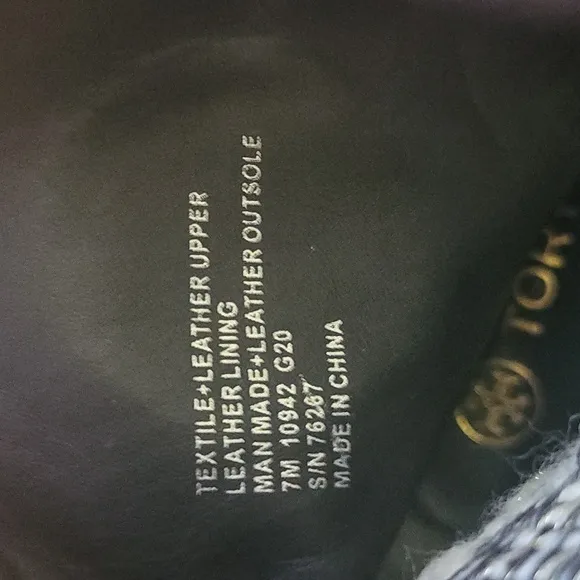 TEXTILE+LEATHER UPPER
LEATHER LINING
MAN MADE+LEATHER OUTSOLE
7M 10942 G20
S/N 76267
MADE IN CHINA
TOR